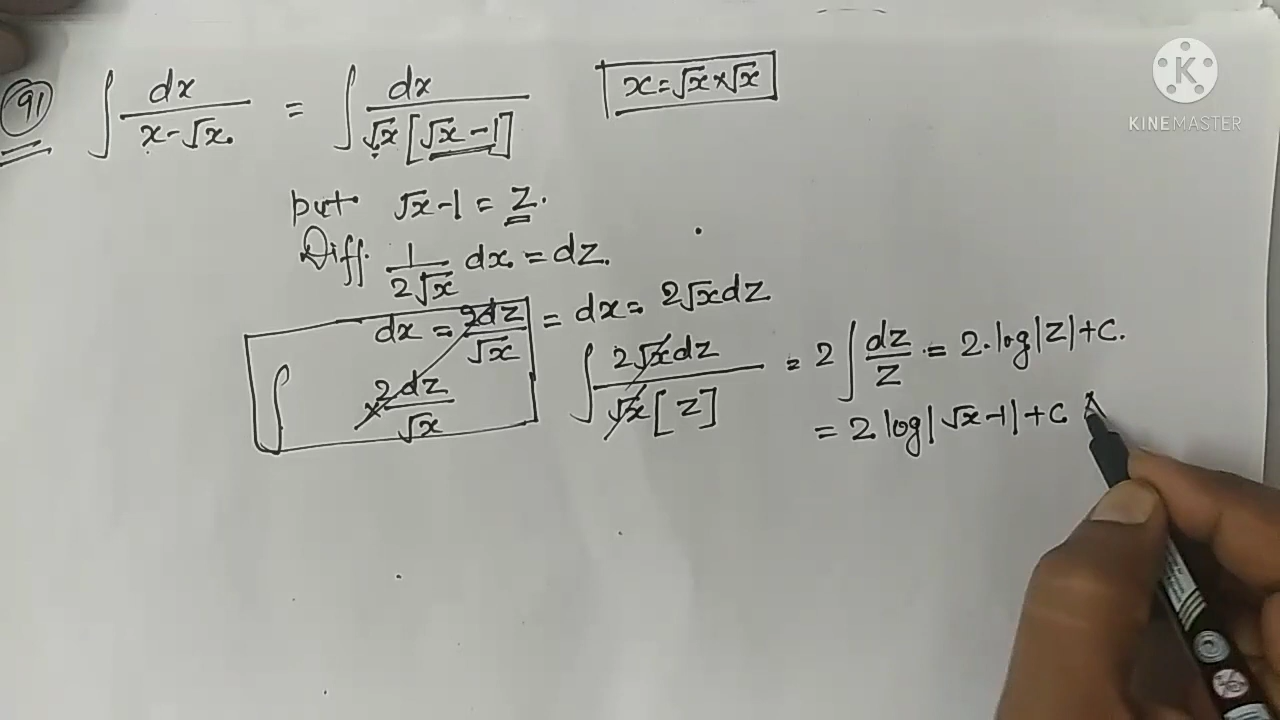 91 ∫ dx/(x-√x) = ∫ dx/(√x[√x-1]) x=√x×√x
put √x-1 = z.
Diff. 1/(2√x) dx = dz.
dx = 2dz/√x = dx = 2√x dz
∫ 2dz/√x ∫ 2√x dz/(√x[z]) = 2∫ dz/z = 2.log|z|+c.
= 2 log|√x-1|+c
K
KINEMASTER